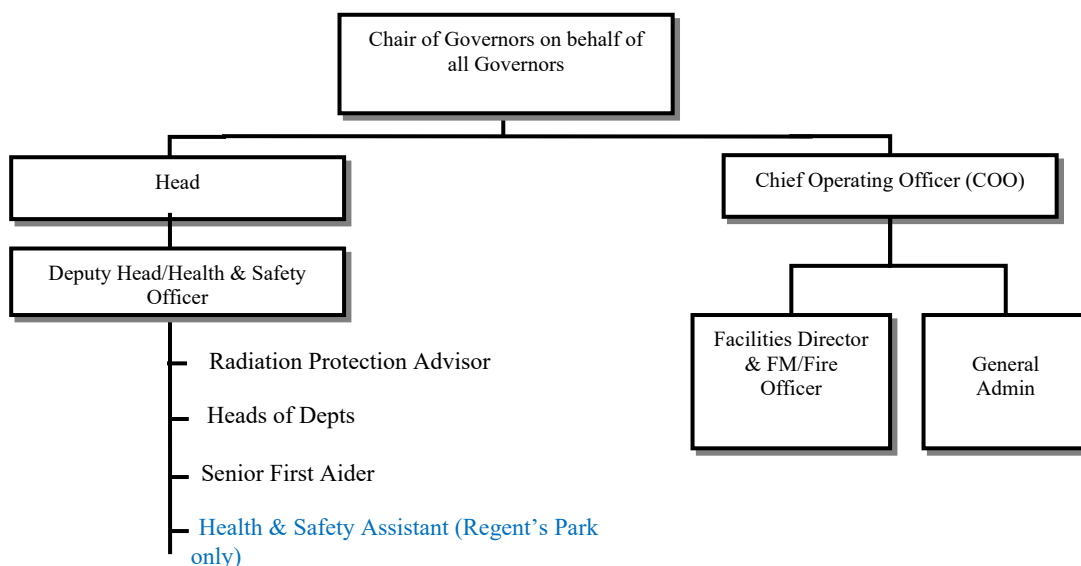 Chair of Governors on behalf of
all Governors
Head
Chief Operating Officer (COO)
Deputy Head/Health & Safety
Officer
Facilities Director
& FM/Fire
Officer
General
Admin
Radiation Protection Advisor
Heads of Depts
Senior First Aider
Health & Safety Assistant (Regent’s Park
only)